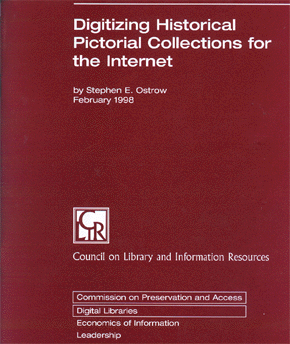 Digitizing Historical
Pictorial Collections for
the Internet
by Stephen E. Ostrow
February 1998
CLIR
Council on Library and Information Resources
Commission on Preservation and Access
Digital Libraries
Economics of Information
Leadership